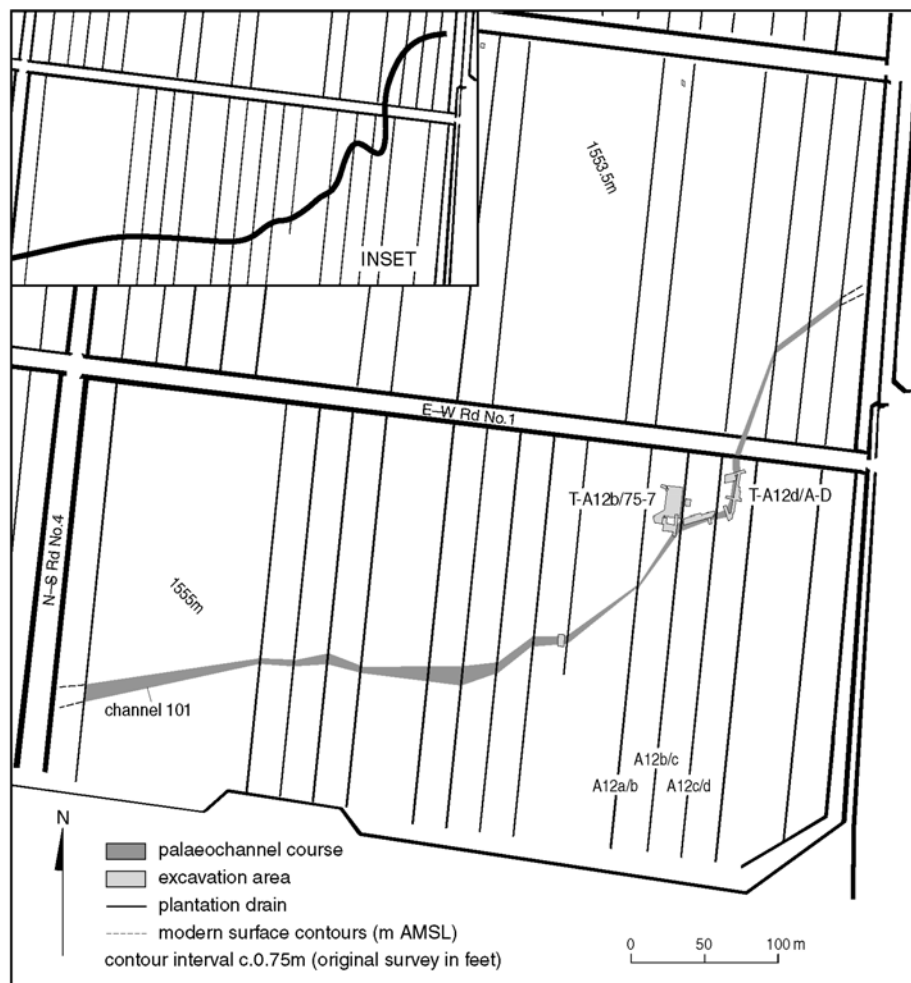 INSET
1553.5m
E–W Rd No.1
T-A12b/75-7
T-A12d/A-D
N–S Rd No.4
1555m
channel 101
A12b/c
A12a/b
A12c/d
N
palaeochannel course
excavation area
plantation drain
modern surface contours (m AMSL)
contour interval c.0.75m (original survey in feet)
0 50 100 m